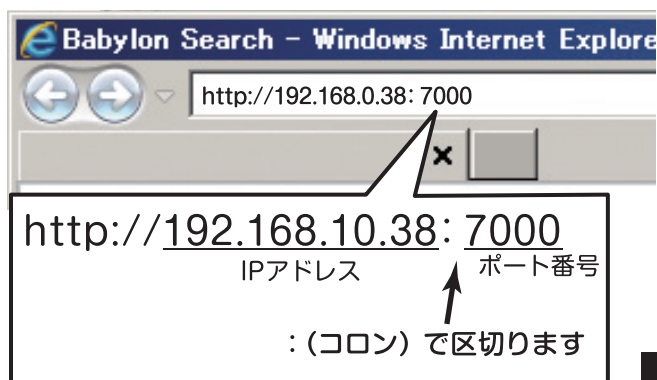 Babylon Search - Windows Internet Explore
http://192.168.0.38: 7000
http://192.168.10.38: 7000
IPアドレス ポート番号
:(コロン)で区切ります